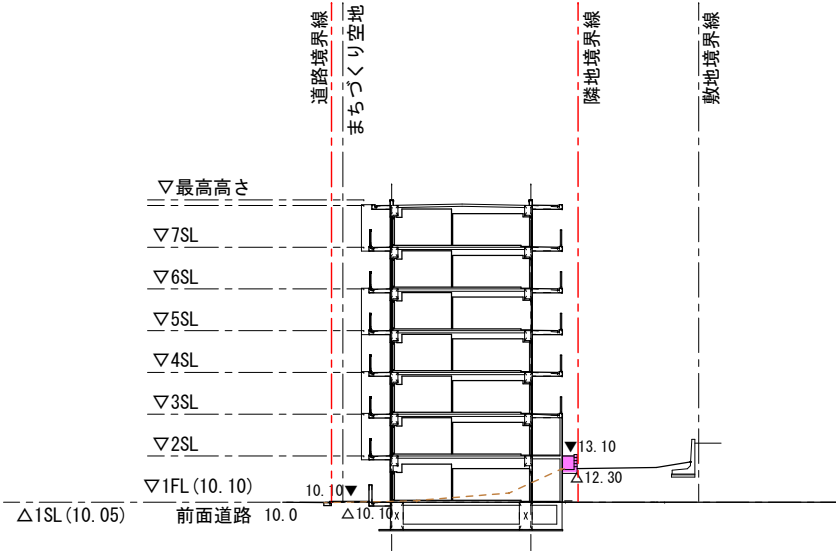 道路境界線
まちづくり空地
隣地境界線
敷地境界線
▽最高高さ
▽7SL
▽6SL
▽5SL
▽4SL
▽3SL
▽2SL
▼13.10
△12.30
▽1FL(10.10)
10.10▼
△1SL(10.05)
前面道路 10.0
△10.10
x
x